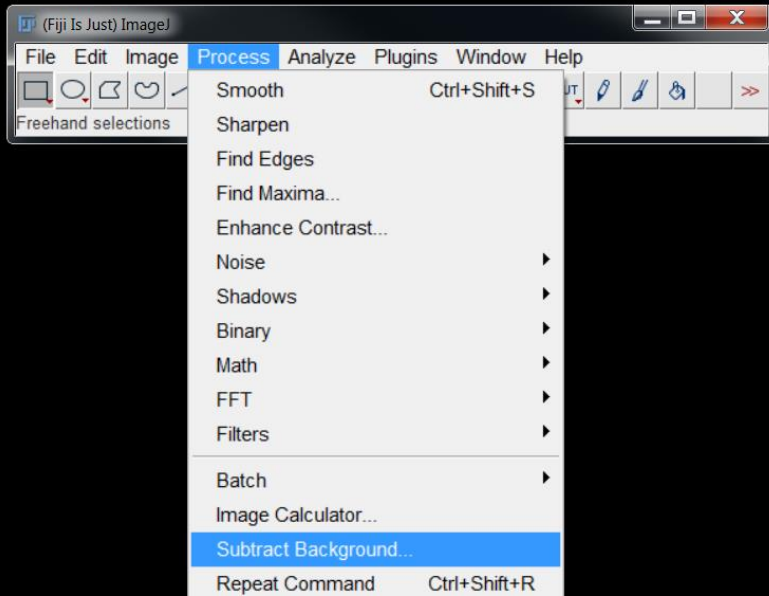 (Fiji Is Just) ImageJ
File Edit Image Process Analyze Plugins Window Help
Freehand selections
Smooth Ctrl+Shift+S
Sharpen
Find Edges
Find Maxima...
Enhance Contrast...
Noise
Shadows
Binary
Math
FFT
Filters
Batch
Image Calculator...
Subtract Background...
Repeat Command Ctrl+Shift+R